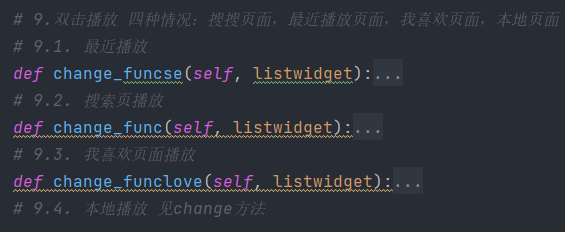 # 9.双击播放 四种情况：搜搜页面，最近播放页面，我喜欢页面，本地页面
# 9.1. 最近播放
def change_funcse(self, listwidget):...
# 9.2. 搜索页播放
def change_func(self, listwidget):...
# 9.3. 我喜欢页面播放
def change_funclove(self, listwidget):...
# 9.4. 本地播放 见change方法